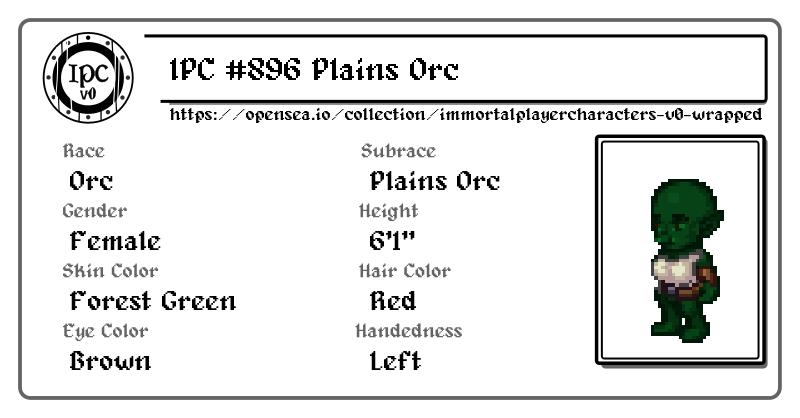 IPC v0
IPC #896 Plains Orc
https://opensea.io/collection/immortalplayercharacters-v0-wrapped
Race
Orc
Subrace
Plains Orc
Gender
Female
Height
6'1"
Skin Color
Forest Green
Hair Color
Red
Eye Color
Brown
Handedness
Left